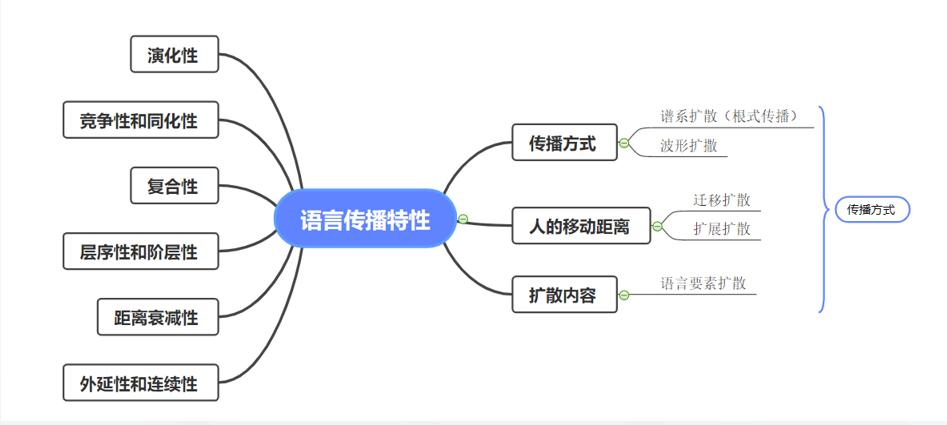 演化性
竞争性和同化性
复合性
层序性和阶层性
距离衰减性
外延性和连续性
语言传播特性
传播方式
谱系扩散（根式传播）
波形扩撒
人的移动距离
迁移扩散
扩展扩散
扩散内容
语言要素扩散
传播方式